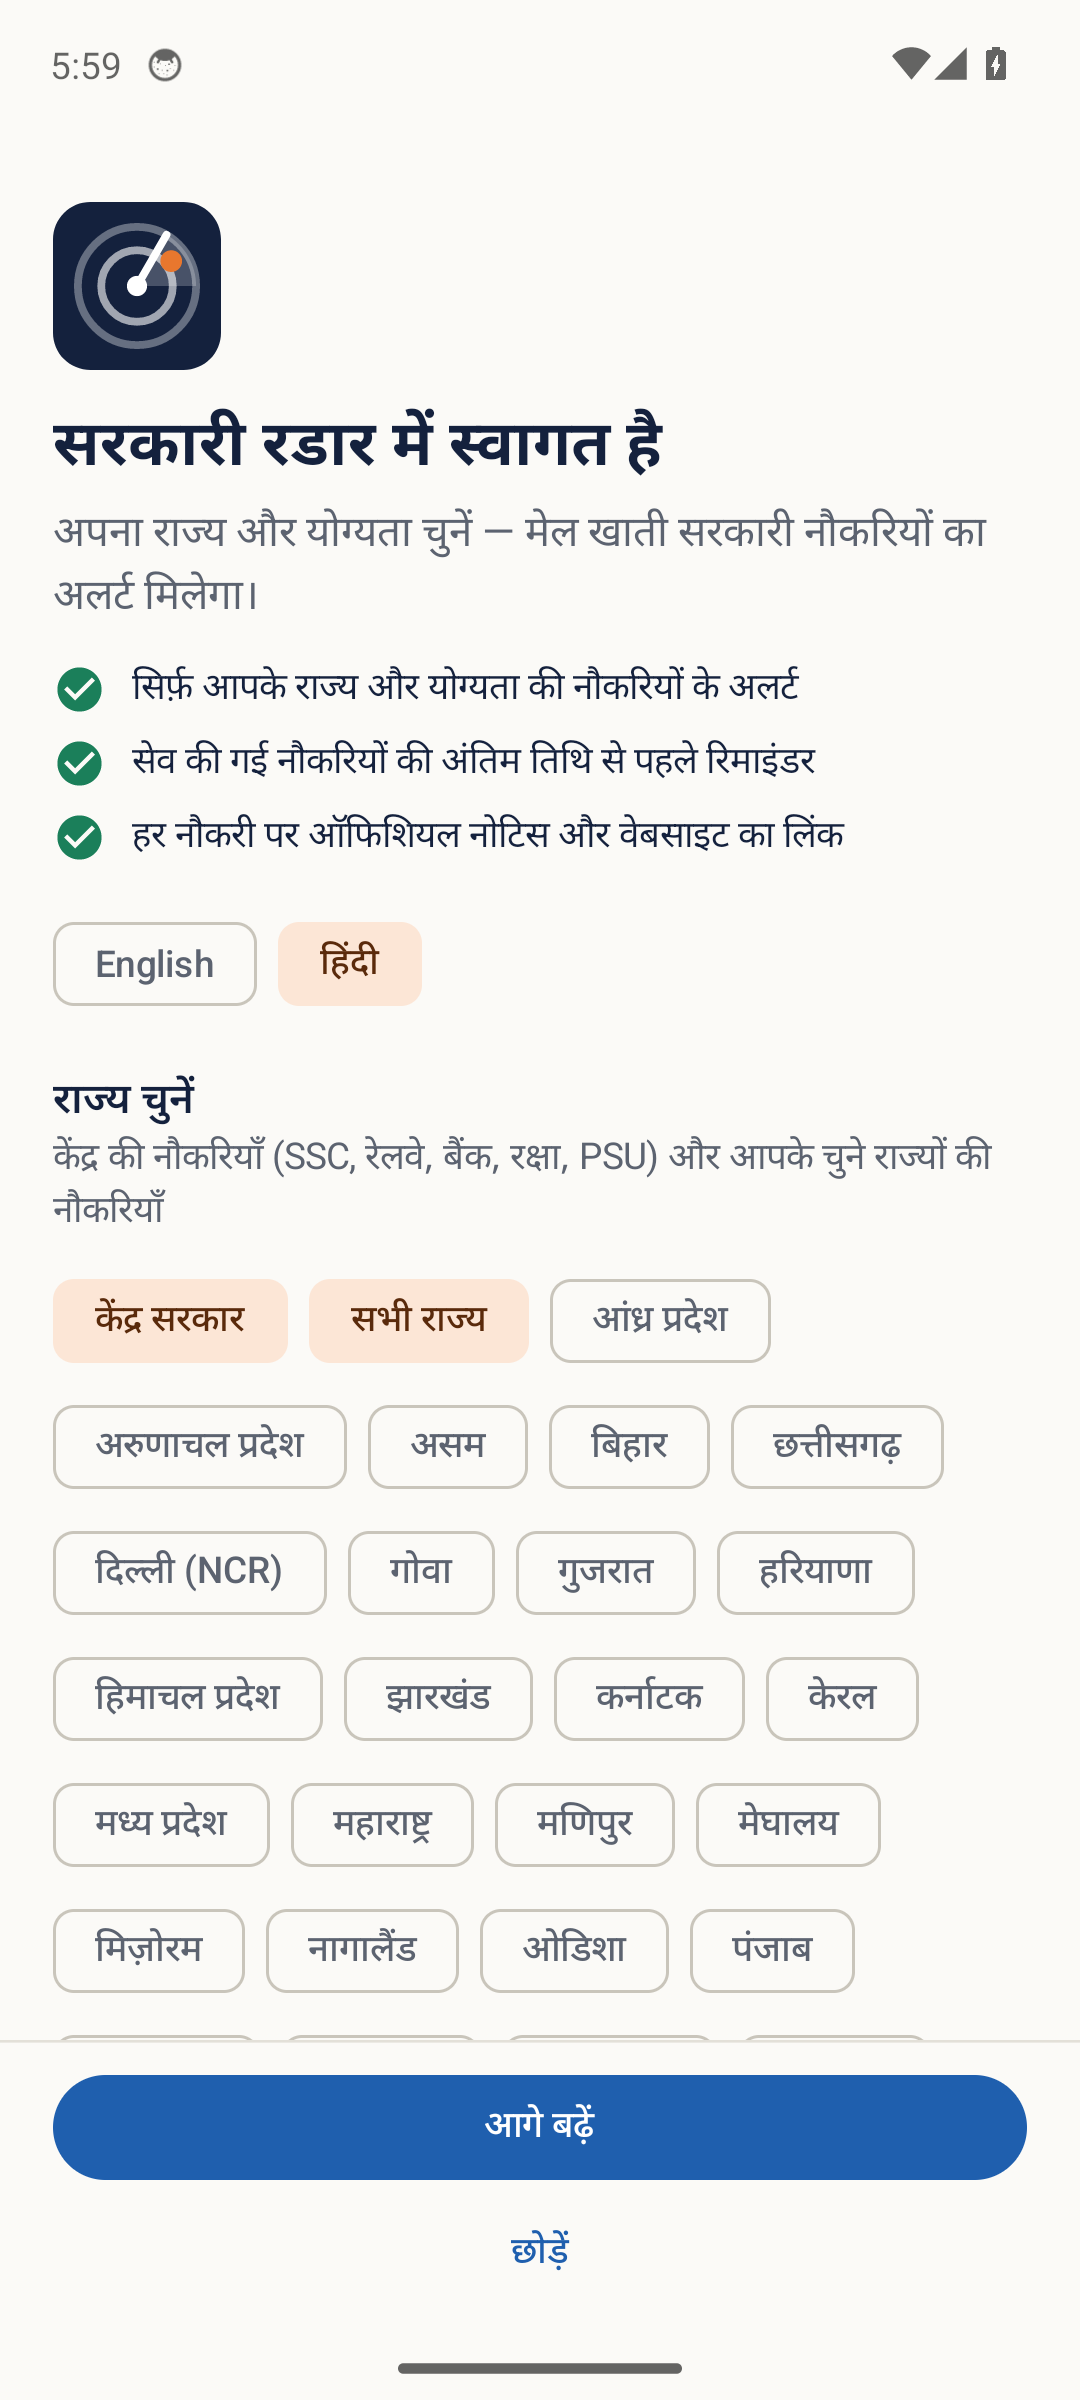 5:59
सरकारी रडार में स्वागत है
अपना राज्य और योग्यता चुनें — मेल खाती सरकारी नौकरियों का
अलर्ट मिलेगा।
सिर्फ़ आपके राज्य और योग्यता की नौकरियों के अलर्ट
सेव की गई नौकरियों की अंतिम तिथि से पहले रिमाइंडर
हर नौकरी पर ऑफिशियल नोटिस और वेबसाइट का लिंक
English हिंदी
राज्य चुनें
केंद्र की नौकरियाँ (SSC, रेलवे, बैंक, रक्षा, PSU) और आपके चुने राज्यों की
नौकरियाँ
केंद्र सरकार सभी राज्य आंध्र प्रदेश
अरुणाचल प्रदेश असम बिहार छत्तीसगढ़
दिल्ली (NCR) गोवा गुजरात हरियाणा
हिमाचल प्रदेश झारखंड कर्नाटक केरल
मध्य प्रदेश महाराष्ट्र मणिपुर मेघालय
मिज़ोरम नागालैंड ओडिशा पंजाब
आगे बढ़ें
छोड़ें